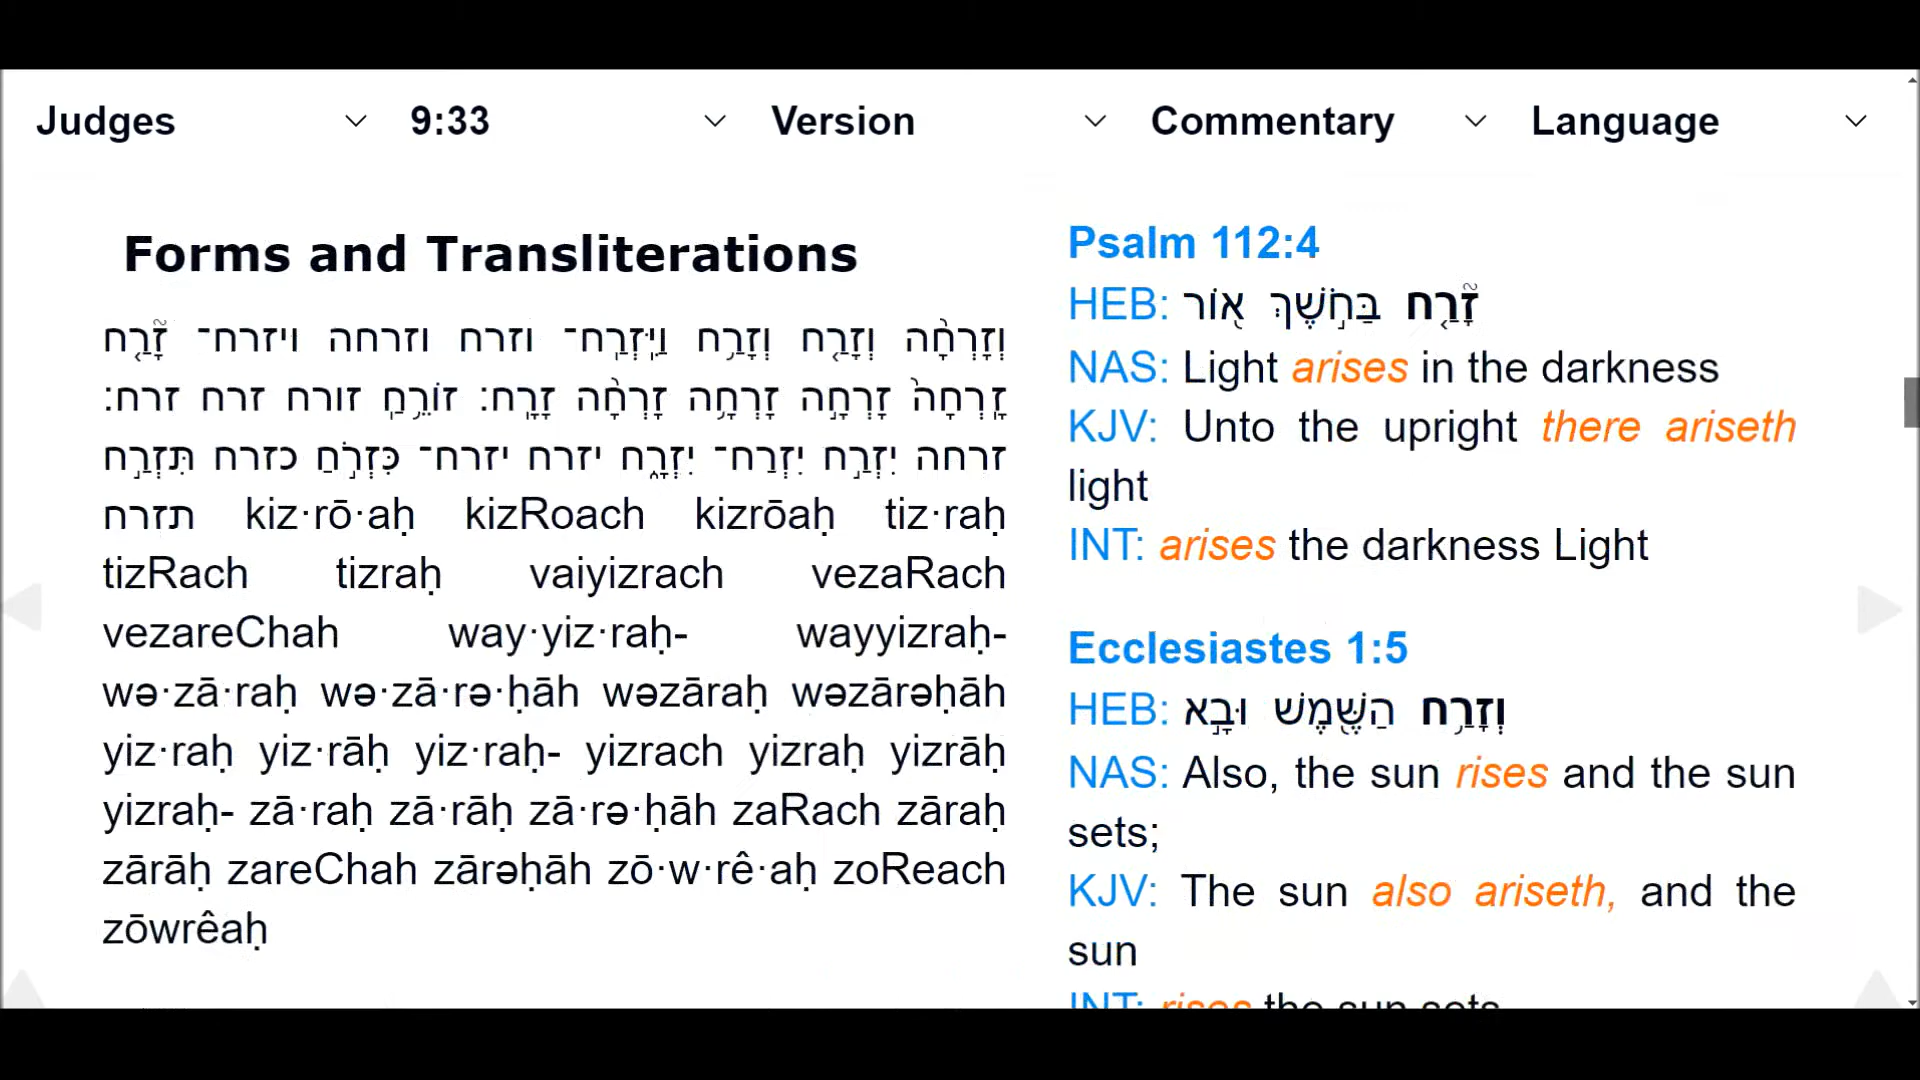 Judges 9:33 Version Commentary Language
Forms and Transliterations
וְזָרְחָ֨ה וְזָרַ֤ח וְזָרַ֥ח וַיִּֽזְרַֽח־ וזרח וזרחה ויזרח־ זָ֘רַ֤ח
זָֽרְחָה֙ זָרְחָ֣ה זָרְחָ֥ה זָרְחָ֨ה זָרָֽח׃ זוֹרֵ֥חַֽ זורח זרח זרח׃
זרחה יִזְרַ֣ח יִזְרַח־ יִזְרָ֑ח יזרח יזרח־ כִּזְרֹ֣חַ כזרח תִּזְרַ֣ח
תזרח kiz·rō·aḥ kizRoach kizrōaḥ tiz·raḥ
tizRach tizraḥ vaiyizrach vezaRach
vezareChah way·yiz·raḥ- wayyizraḥ-
wə·zā·raḥ wə·zā·rə·ḥāh wəzāraḥ wəzārəḥāh
yiz·raḥ yiz·rāḥ yiz·raḥ- yizrach yizraḥ yizrāḥ
yizraḥ- zā·raḥ zā·rāḥ zā·rə·ḥāh zaRach zāraḥ
zārāḥ zareChah zārəḥāh zō·w·rê·aḥ zoReach
zōwrêaḥ
Psalm 112:4
HEB: זָ֘רַ֤ח בַּחֹ֣שֶׁךְ א֭וֹר
NAS: Light arises in the darkness
KJV: Unto the upright there ariseth
light
INT: arises the darkness Light
Ecclesiastes 1:5
HEB: וְזָרַ֥ח הַשֶּׁ֖מֶשׁ וּבָ֣א
NAS: Also, the sun rises and the sun
sets;
KJV: The sun also ariseth, and the
sun
INT: rises the sun sets